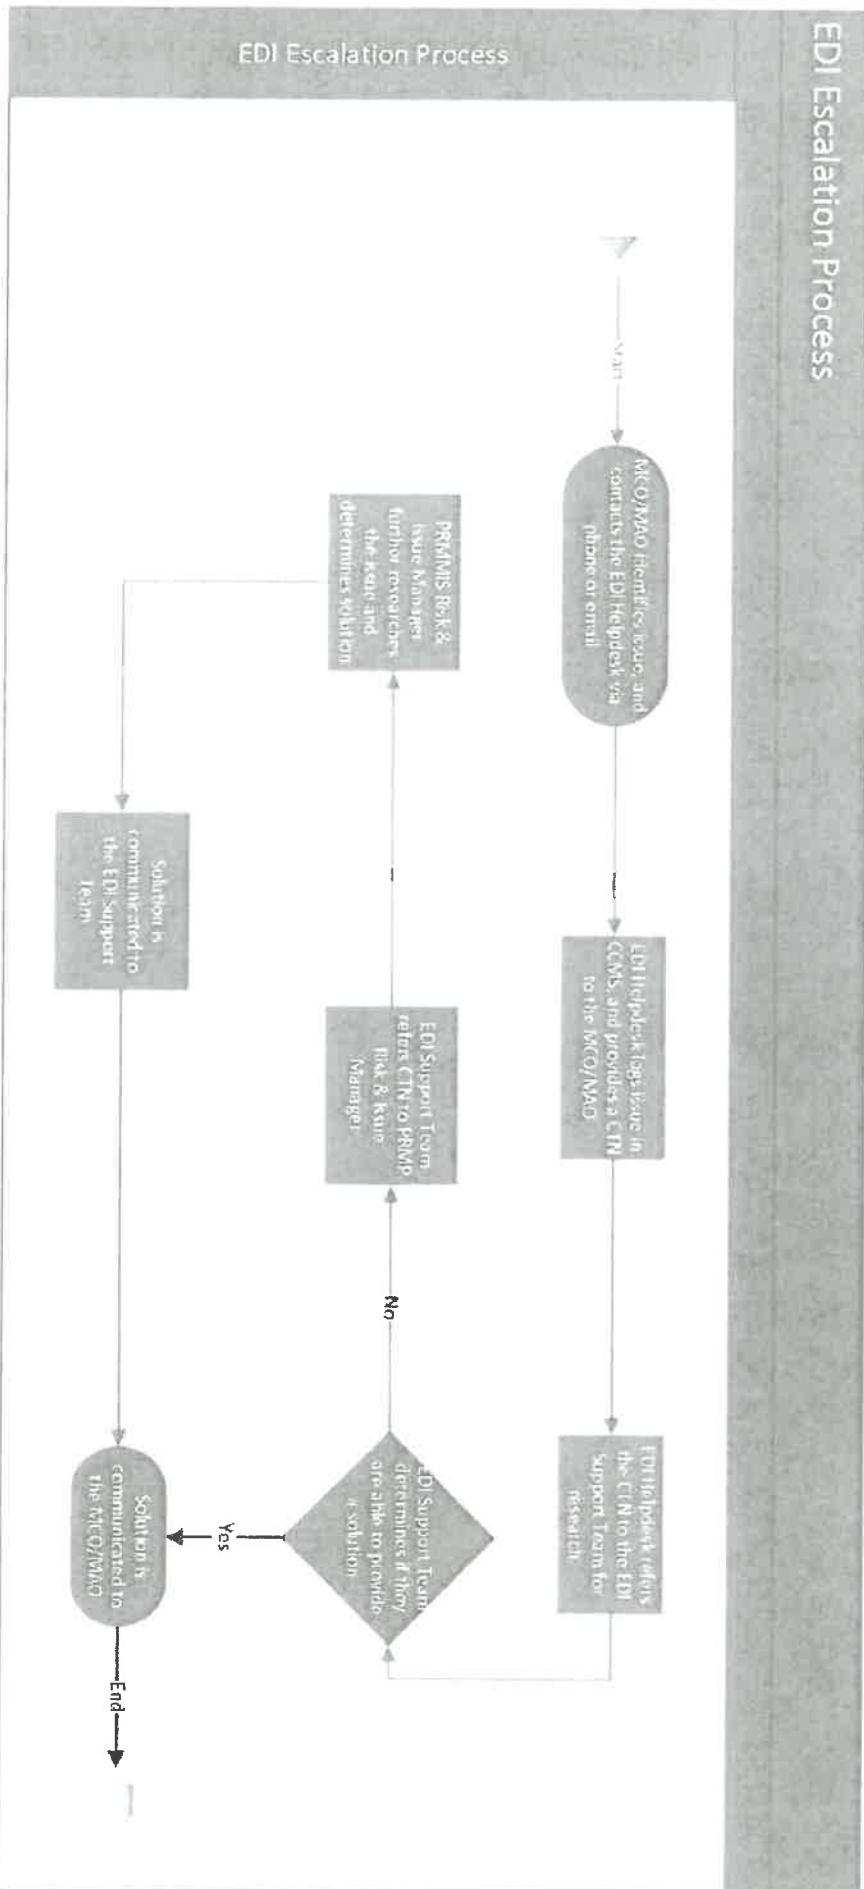 EDI Escalation Process
EDI Escalation Process
Start
MCO/MAO identifies issue, and
contacts the EDI Helpdesk via
phone or email
EDI Helpdesk logs issue in
CCMS, and provides a CTN
to the MCO/MAO
EDI Helpdesk refers
the CTN to the EDI
Support Team for
research
EDI Support Team
determines if they
are able to provide
a solution
No
Yes
EDI Support Team
refers CTN to PRMP
Risk & Issue
Manager
PRMMIS Risk &
Issue Manager
further researches
the issue and
determines solution
Solution is
communicated to
the EDI Support
Team
Solution is
communicated to
the MCO/MAO
End